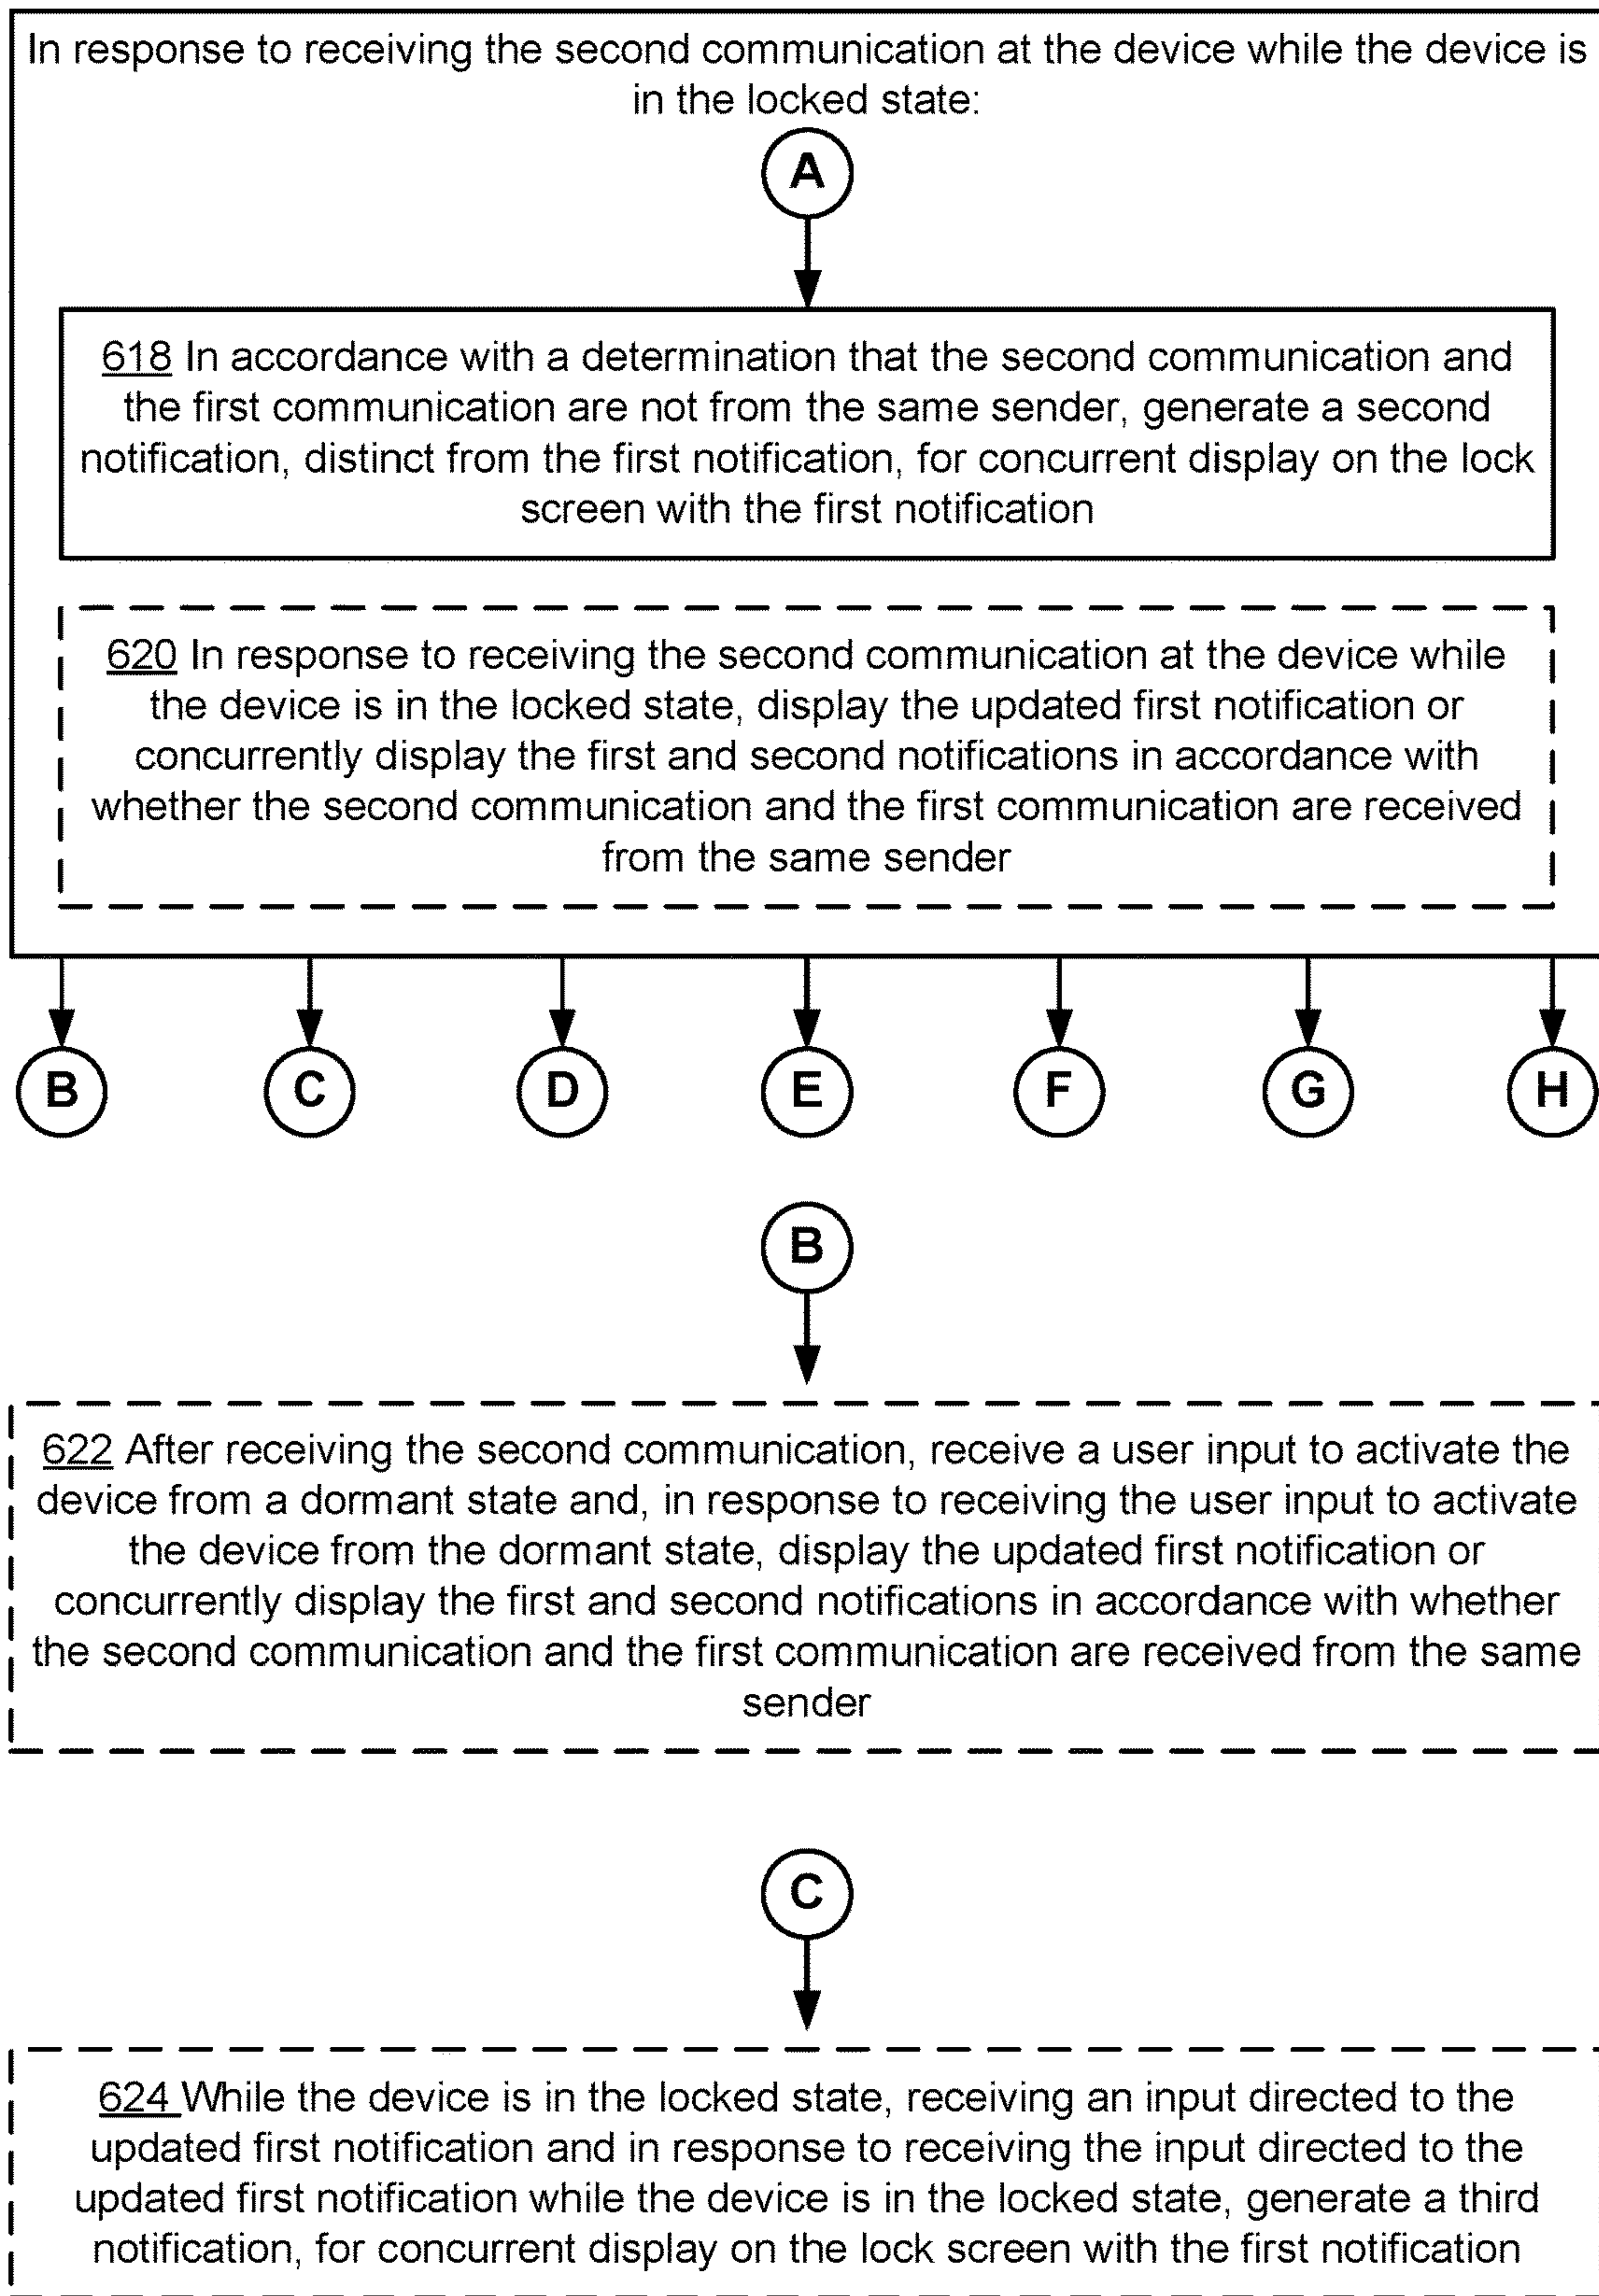 In response to receiving the second communication at the device while the device is
in the locked state:
A
618 In accordance with a determination that the second communication and
the first communication are not from the same sender, generate a second
notification, distinct from the first notification, for concurrent display on the lock
screen with the first notification
620 In response to receiving the second communication at the device while
the device is in the locked state, display the updated first notification or
concurrently display the first and second notifications in accordance with
whether the second communication and the first communication are received
from the same sender
B C D E F G H
B
622 After receiving the second communication, receive a user input to activate the
device from a dormant state and, in response to receiving the user input to activate
the device from the dormant state, display the updated first notification or
concurrently display the first and second notifications in accordance with whether
the second communication and the first communication are received from the same
sender
C
624 While the device is in the locked state, receiving an input directed to the
updated first notification and in response to receiving the input directed to the
updated first notification while the device is in the locked state, generate a third
notification, for concurrent display on the lock screen with the first notification